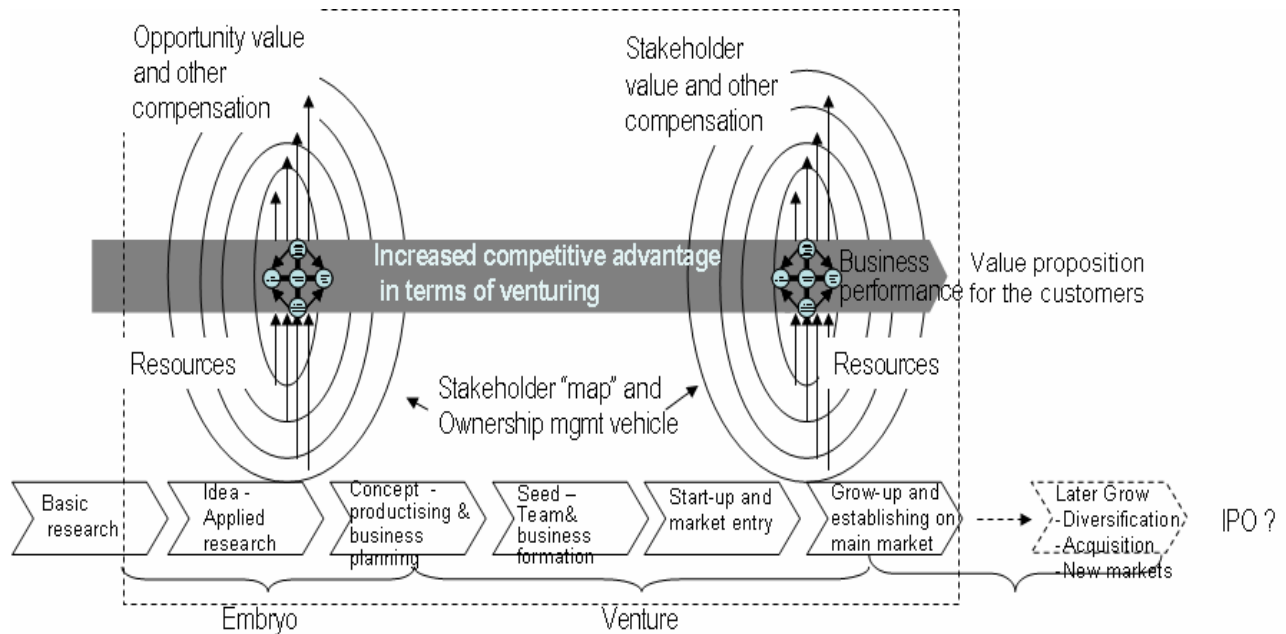 Opportunity value
and other
compensation
Stakeholder
value and other
compensation
Increased competitive advantage
in terms of venturing
Business
performance
Value proposition
for the customers
Resources
Resources
Stakeholder “map” and
Ownership mgmt vehicle
Basic
research
Idea -
Applied
research
Concept -
productising &
business
planning
Seed –
Team&
business
formation
Start-up and
market entry
Grow-up and
establishing on
main market
Later Grow
-Diversification
-Acquisition
-New markets
IPO ?
Embryo
Venture